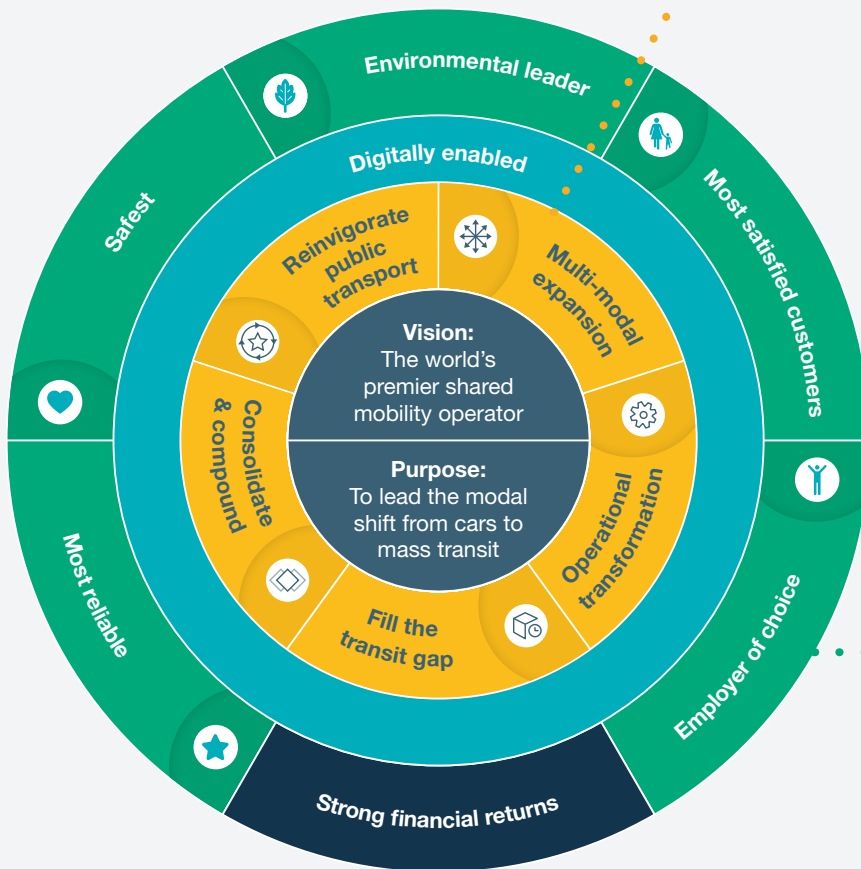 Environmental leader
Most satisfied customers
Employer of choice
Strong financial returns
Most reliable
Safest
Digitally enabled
Reinvigorate
public
transport
Multi-modal
expansion
Operational
transformation
Fill the
transit gap
Consolidate
& compound
Vision:
The world’s
premier shared
mobility operator
Purpose:
To lead the modal
shift from cars to
mass transit